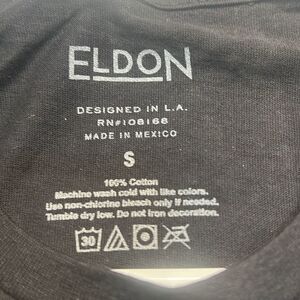 ELDON
DESIGNED IN L.A.
RN#108168
MADE IN MEXICO
S
100% Cotton
Machine wash cold with like colors.
Use non-chlorine bleach only if needed.
Tumble dry low. Do not iron decoration.
30